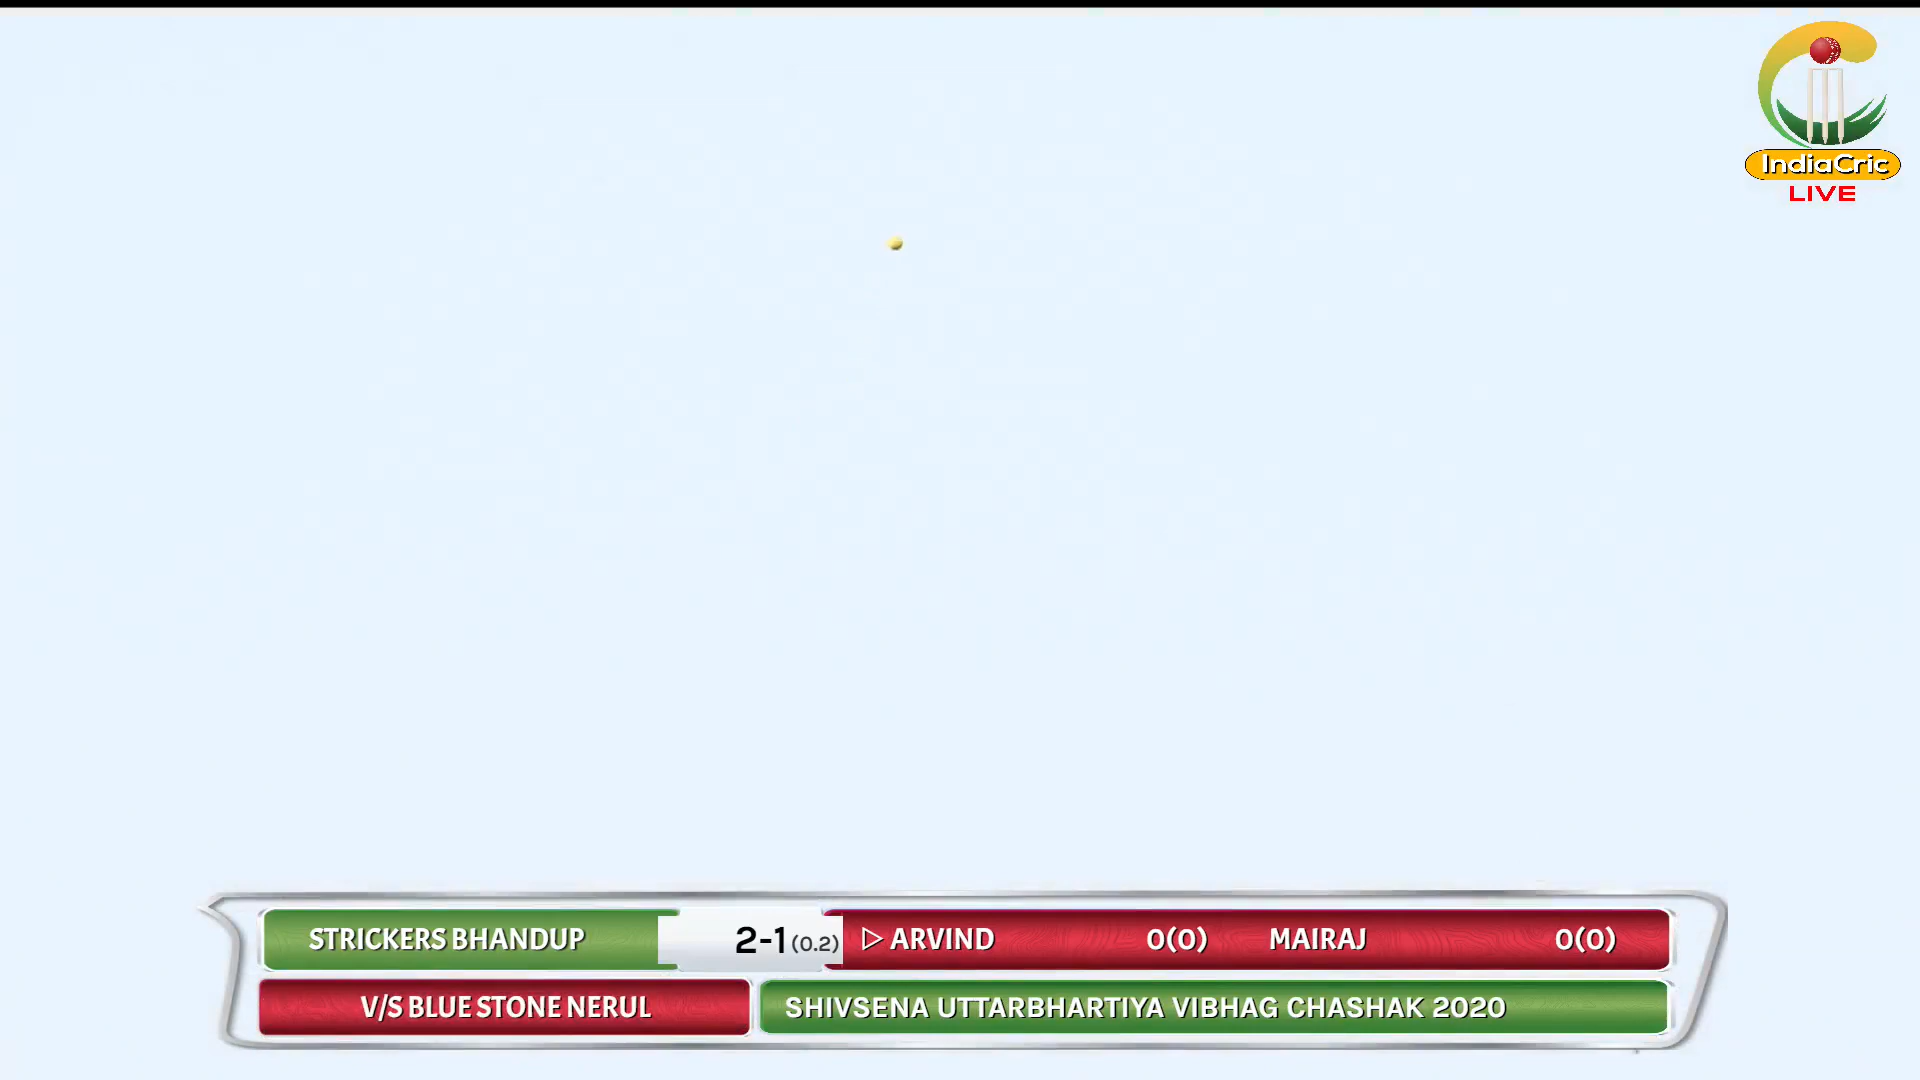 IndiaCric
LIVE
STRICKERS BHANDUP 2-1 (0.2) ▷ ARVIND 0(0) MAIRAJ 0(0)
V/S BLUE STONE NERUL SHIVSENA UTTARBHARTIYA VIBHAG CHASHAK 2020